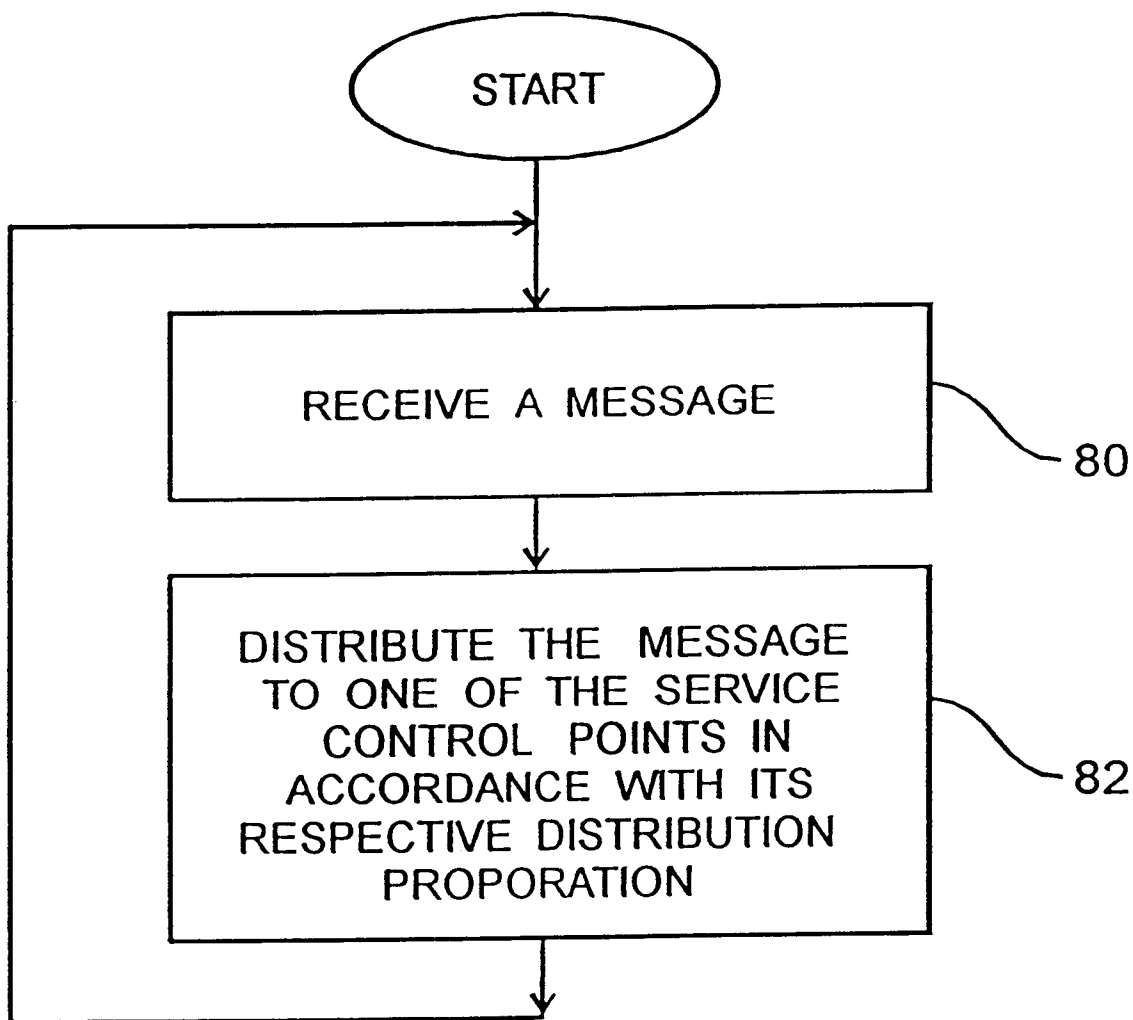 START
RECEIVE A MESSAGE
80
DISTRIBUTE THE MESSAGE
TO ONE OF THE SERVICE
CONTROL POINTS IN
ACCORDANCE WITH ITS
RESPECTIVE DISTRIBUTION
PROPORATION
82